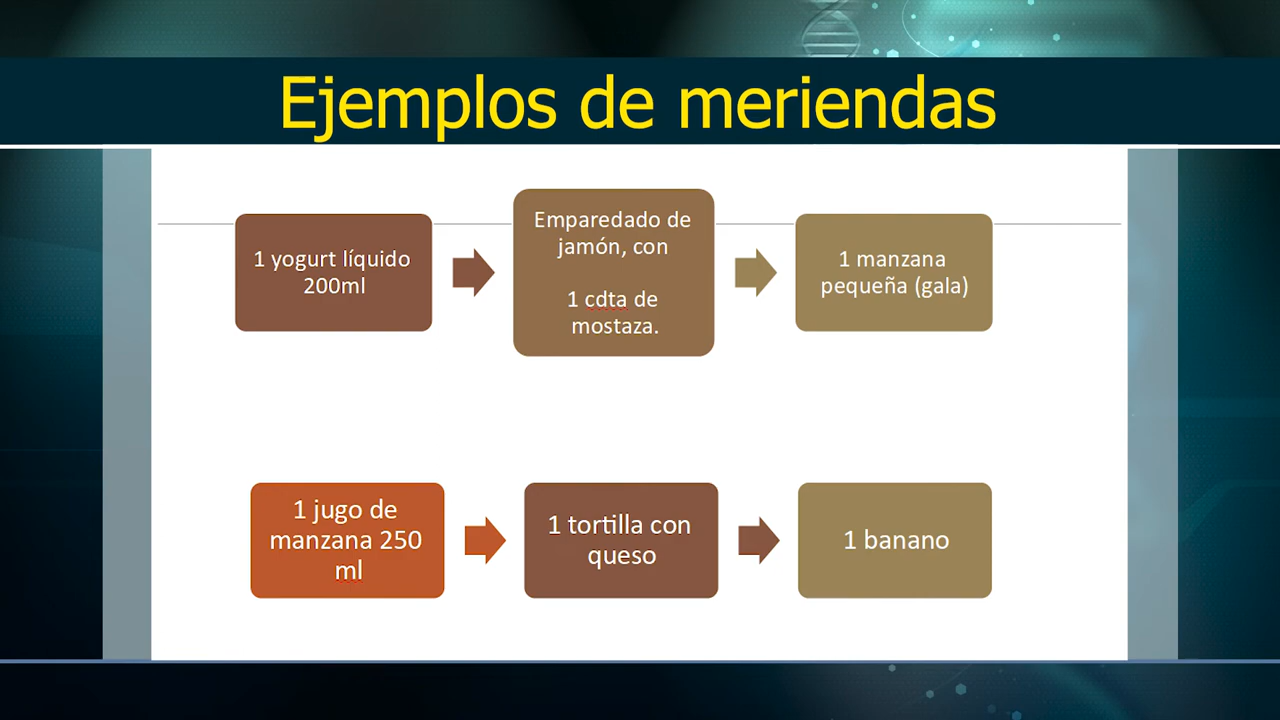 Ejemplos de meriendas
1 yogurt líquido
200ml
Emparedado de
jamón, con
1 cdta de
mostaza.
1 manzana
pequeña (gala)
1 jugo de
manzana 250
ml
1 tortilla con
queso
1 banano